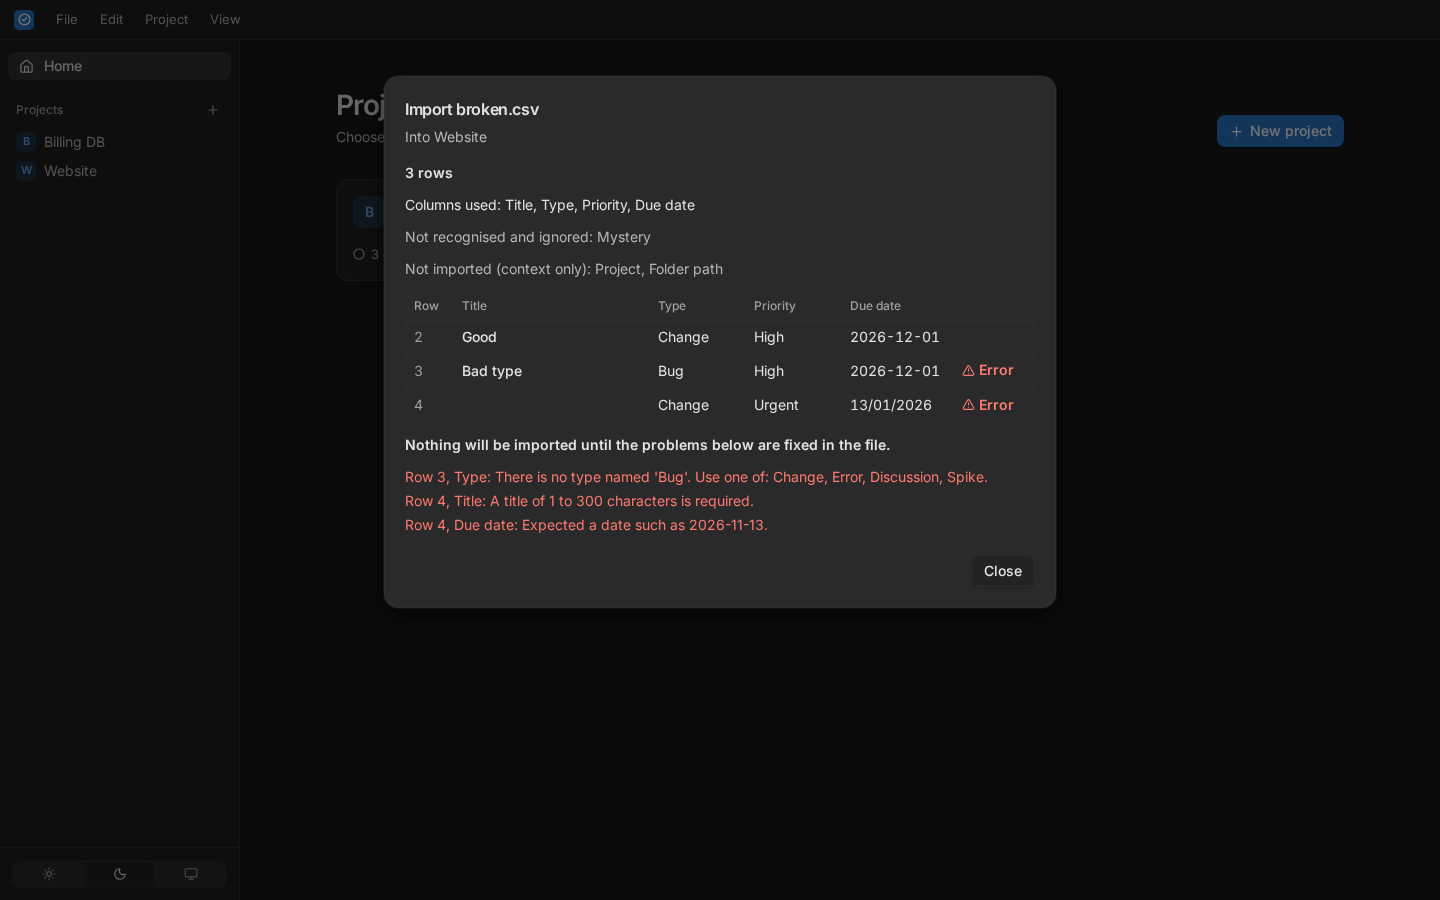 File Edit Project View
Home
Projects
B Billing DB
W Website
Proj
Choose
New project
B
3
Import broken.csv
Into Website
3 rows
Columns used: Title, Type, Priority, Due date
Not recognised and ignored: Mystery
Not imported (context only): Project, Folder path
Row Title Type Priority Due date
2 Good Change High 2026-12-01
3 Bad type Bug High 2026-12-01 Error
4 Change Urgent 13/01/2026 Error
Nothing will be imported until the problems below are fixed in the file.
Row 3, Type: There is no type named 'Bug'. Use one of: Change, Error, Discussion, Spike.
Row 4, Title: A title of 1 to 300 characters is required.
Row 4, Due date: Expected a date such as 2026-11-13.
Close